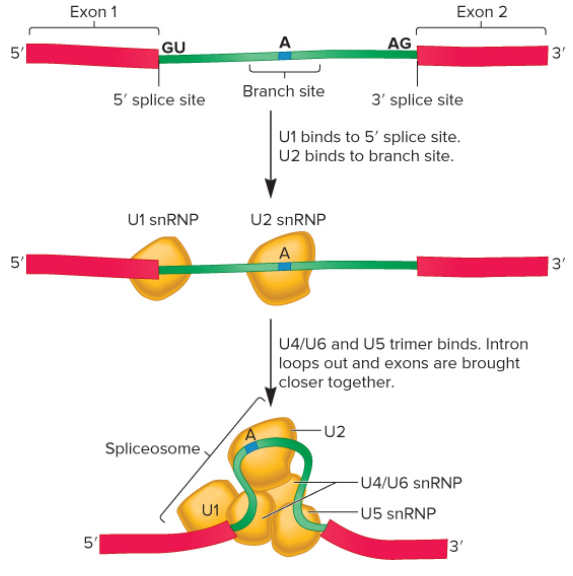 Exon 1
Exon 2
5′
GU
A
AG
3′
5′ splice site
Branch site
3′ splice site
U1 binds to 5′ splice site.
U2 binds to branch site.
U1 snRNP
U2 snRNP
5′
A
3′
U4/U6 and U5 trimer binds. Intron
loops out and exons are brought
closer together.
Spliceosome
A
U2
U4/U6 snRNP
U1
U5 snRNP
5′
3′